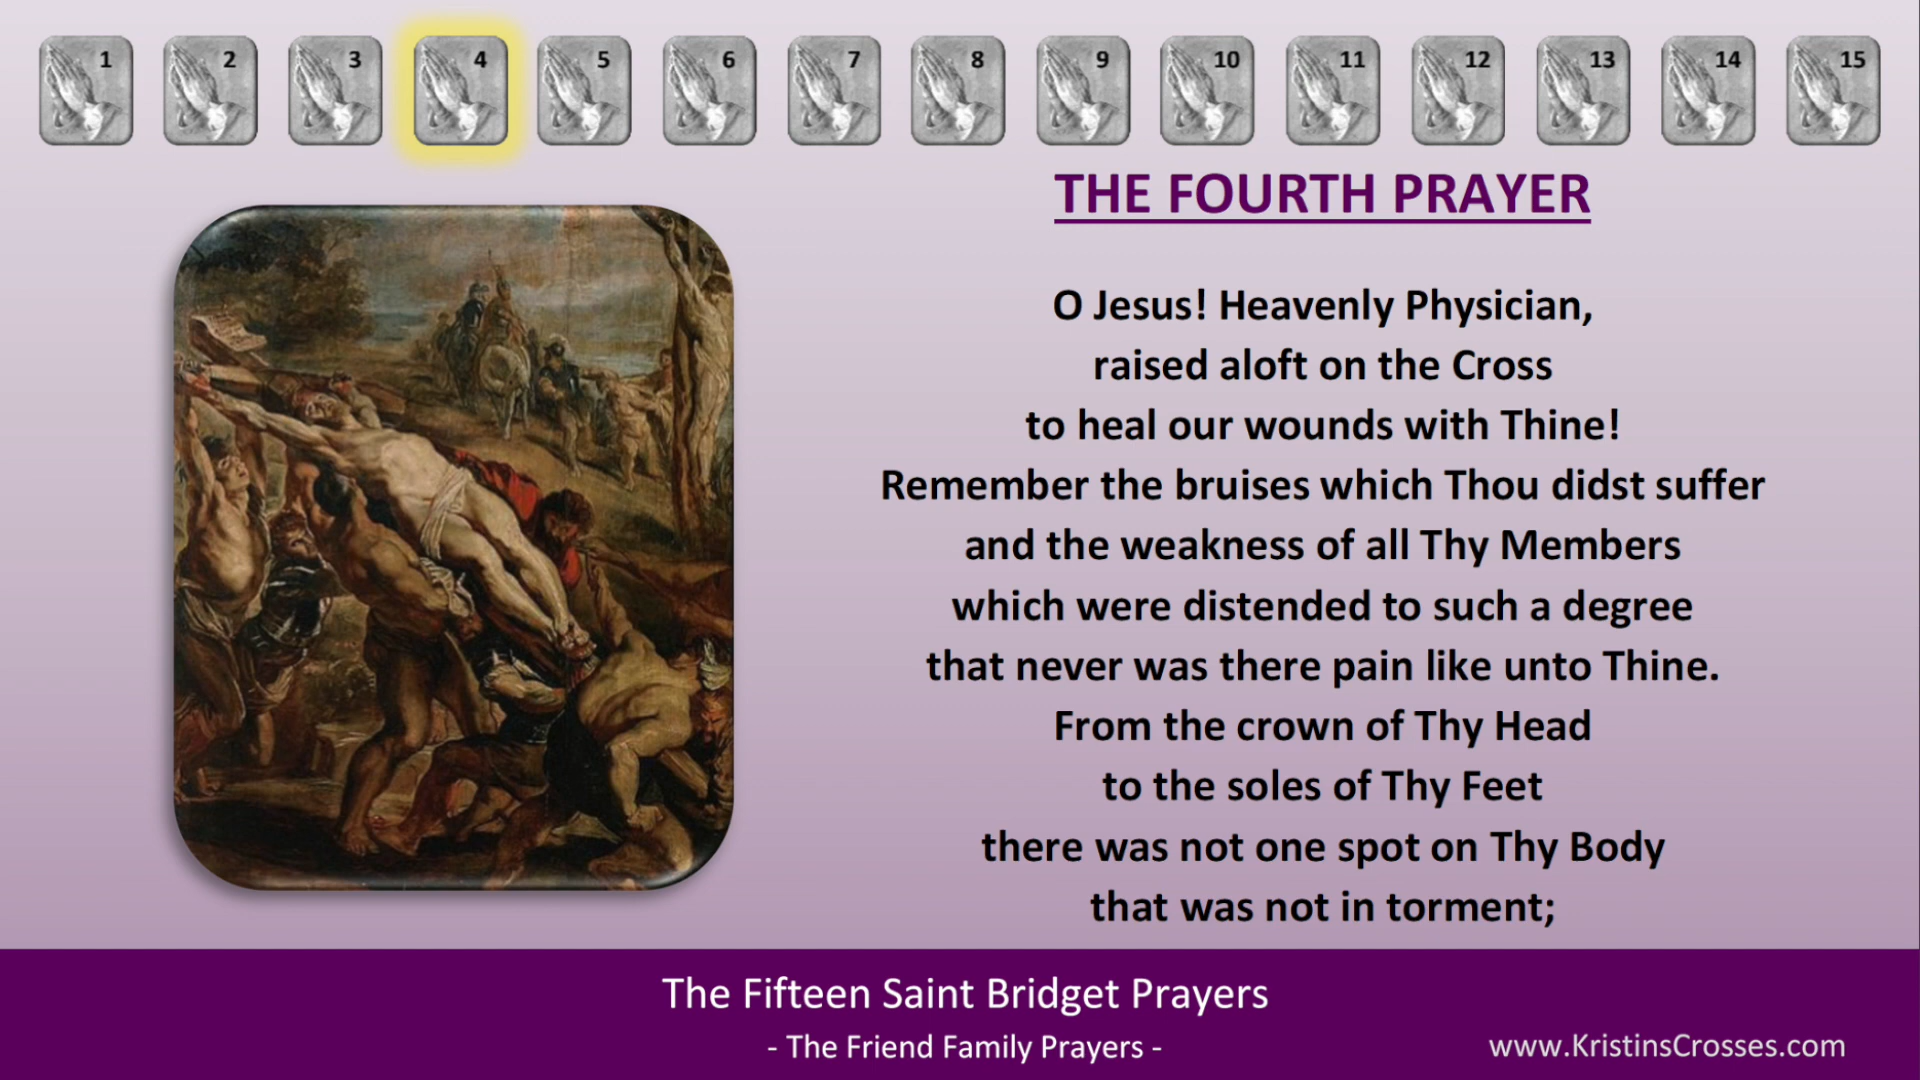 1 2 3 4 5 6 7 8 9 10 11 12 13 14 15
THE FOURTH PRAYER
O Jesus! Heavenly Physician,
raised aloft on the Cross
to heal our wounds with Thine!
Remember the bruises which Thou didst suffer
and the weakness of all Thy Members
which were distended to such a degree
that never was there pain like unto Thine.
From the crown of Thy Head
to the soles of Thy Feet
there was not one spot on Thy Body
that was not in torment;
The Fifteen Saint Bridget Prayers
- The Friend Family Prayers -
www.KristinsCrosses.com